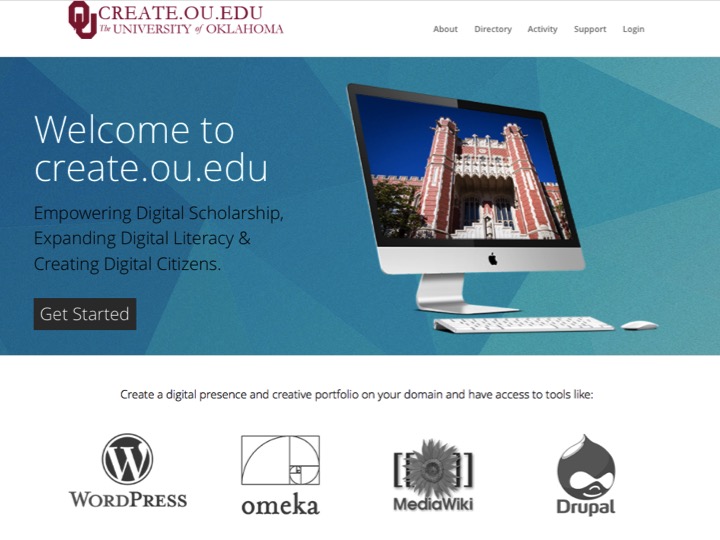 CREATE.OU.EDU
The UNIVERSITY of OKLAHOMA
About Directory Activity Support Login
Welcome to
create.ou.edu
Empowering Digital Scholarship,
Expanding Digital Literacy &
Creating Digital Citizens.
Get Started
Create a digital presence and creative portfolio on your domain and have access to tools like:
WORDPRESS
omeka
MediaWiki
Drupal